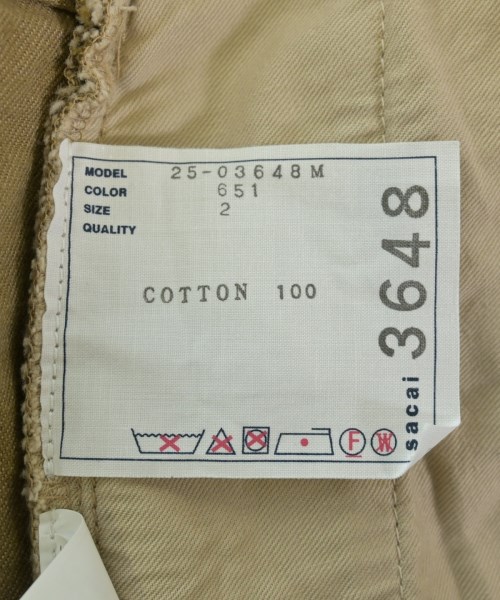 MODEL 25-03648M
COLOR 651
SIZE 2
QUALITY
COTTON 100
F W
sacai 3648